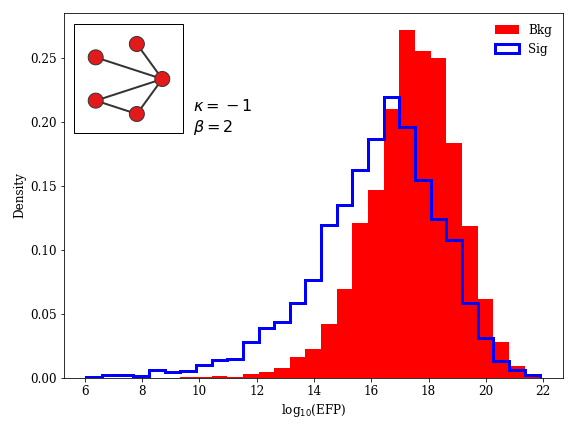 Bkg
Sig
κ = −1
β = 2
Density
0.25
0.20
0.15
0.10
0.05
0.00
6 8 10 12 14 16 18 20 22
log₁₀(EFP)